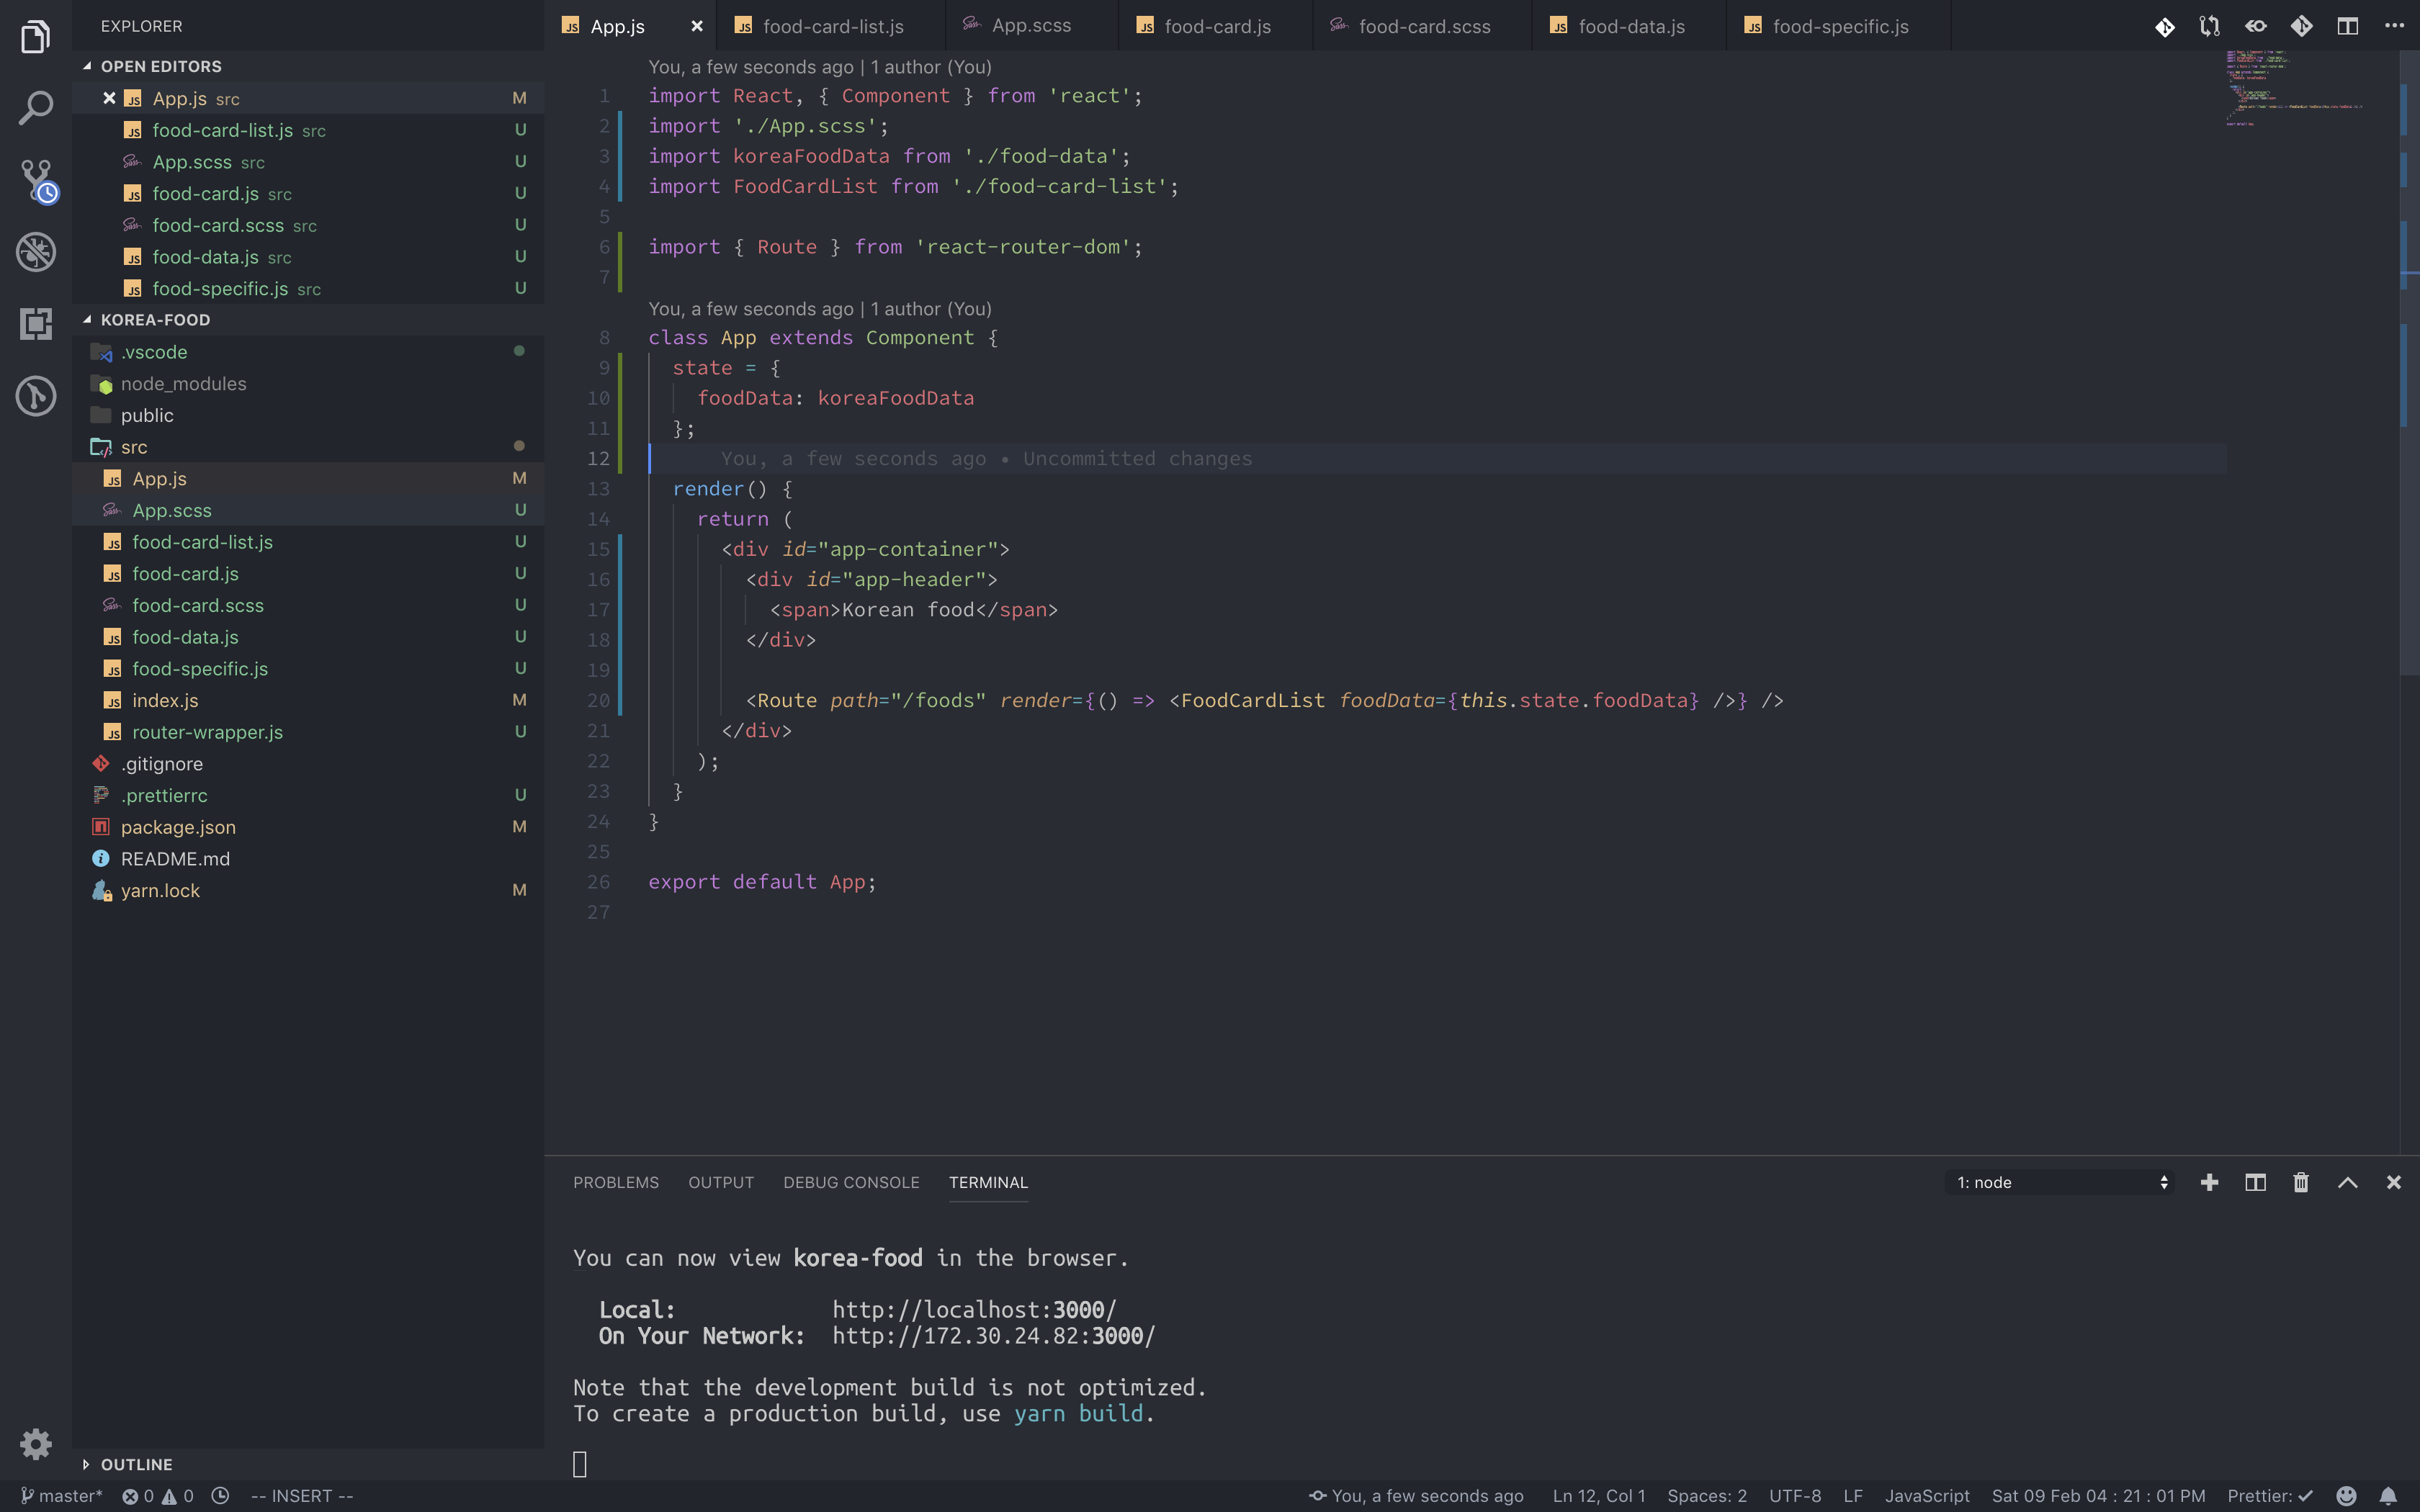 EXPLORER
OPEN EDITORS
App.js src M
food-card-list.js src U
App.scss src U
food-card.js src U
food-card.scss src U
food-data.js src U
food-specific.js src U
KOREA-FOOD
.vscode
node_modules
public
src
App.js M
App.scss U
food-card-list.js U
food-card.js U
food-card.scss U
food-data.js U
food-specific.js U
index.js M
router-wrapper.js U
.gitignore
.prettierrc U
package.json M
README.md
yarn.lock M
OUTLINE
App.js food-card-list.js App.scss food-card.js food-card.scss food-data.js food-specific.js
You, a few seconds ago | 1 author (You)
1 import React, { Component } from 'react';
2 import './App.scss';
3 import koreaFoodData from './food-data';
4 import FoodCardList from './food-card-list';
5
6 import { Route } from 'react-router-dom';
7
You, a few seconds ago | 1 author (You)
8 class App extends Component {
9 state = {
10 foodData: koreaFoodData
11 };
12 You, a few seconds ago • Uncommitted changes
13 render() {
14 return (
15 <div id="app-container">
16 <div id="app-header">
17 <span>Korean food</span>
18 </div>
19
20 <Route path="/foods" render={() => <FoodCardList foodData={this.state.foodData} />} />
21 </div>
22 );
23 }
24 }
25
26 export default App;
27
PROBLEMS OUTPUT DEBUG CONSOLE TERMINAL 1: node
You can now view korea-food in the browser.
Local: http://localhost:3000/
On Your Network: http://172.30.24.82:3000/
Note that the development build is not optimized.
To create a production build, use yarn build.
master* 0 0 -- INSERT -- You, a few seconds ago Ln 12, Col 1 Spaces: 2 UTF-8 LF JavaScript Sat 09 Feb 04 : 21 : 01 PM Prettier: ✓